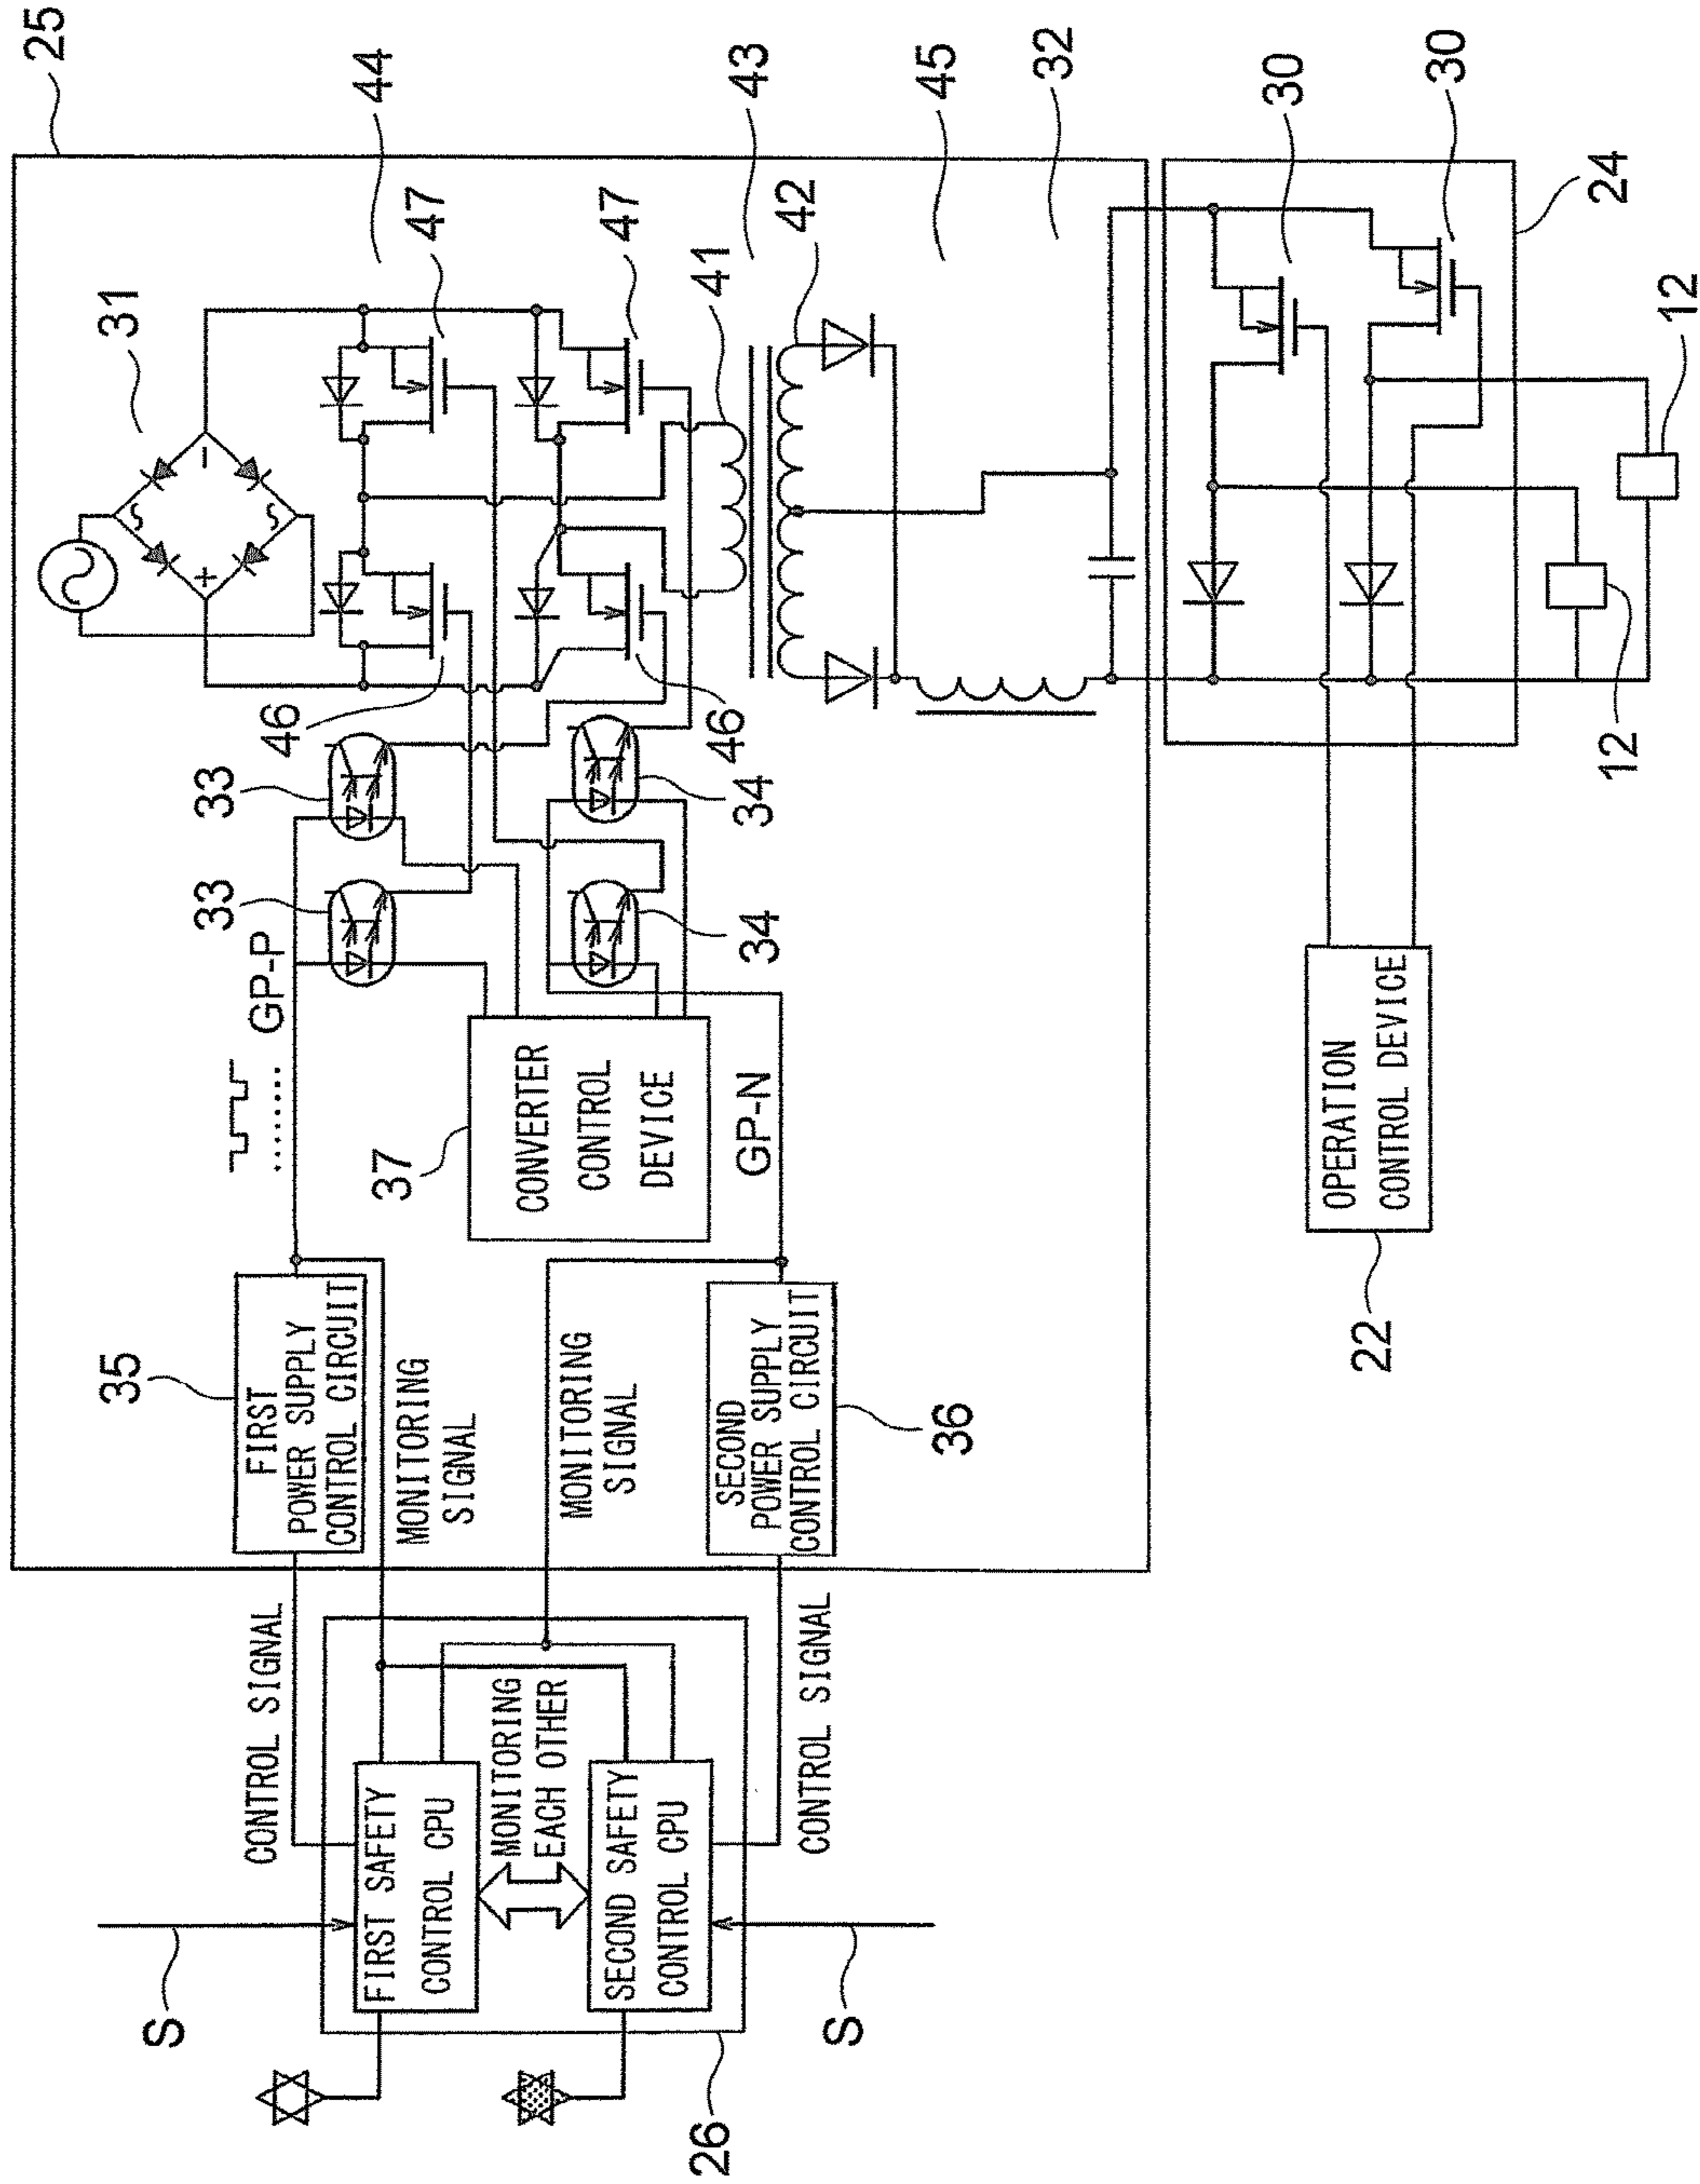 25
44
31
47
47
43
41
42
45
32
30
30
24
12
12
46
46
33
33
34
34
GP-P
37
CONVERTER
CONTROL
DEVICE
GP-N
OPERATION
CONTROL DEVICE
22
35
FIRST
POWER SUPPLY
CONTROL CIRCUIT
MONITORING
SIGNAL
MONITORING
SIGNAL
SECOND
POWER SUPPLY
CONTROL CIRCUIT
36
CONTROL SIGNAL
CONTROL SIGNAL
FIRST SAFETY
CONTROL CPU
MONITORING
EACH OTHER
SECOND SAFETY
CONTROL CPU
S
S
26